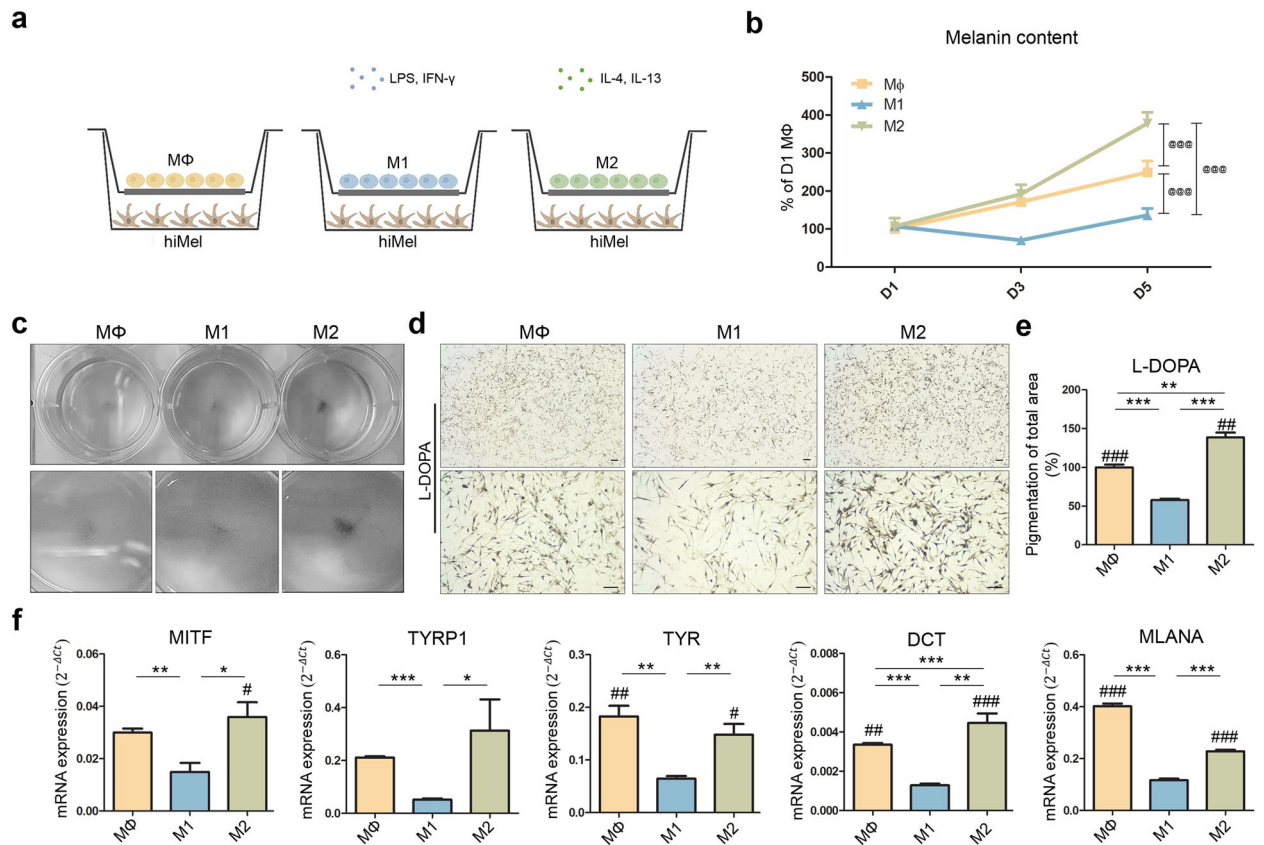 a
LPS, IFN-γ
IL-4, IL-13
MΦ
M1
M2
hiMel
hiMel
hiMel
b
Melanin content
% of D1 MΦ
500
400
300
200
100
0
Mϕ
M1
M2
@@@
@@@
@@@
D1
D3
D5
c
MΦ
M1
M2
d
MΦ
M1
M2
L-DOPA
e
L-DOPA
Pigmentation of total area
(%)
200
150
100
50
0
**
***
***
###
##
MΦ
M1
M2
f
MITF
mRNA expression (2^-ΔCt)
0.06
0.04
0.02
0.00
**
*
#
MΦ
M1
M2
TYRP1
mRNA expression (2^-ΔCt)
0.6
0.4
0.2
0.0
***
*
MΦ
M1
M2
TYR
mRNA expression (2^-ΔCt)
0.3
0.2
0.1
0.0
**
**
##
#
MΦ
M1
M2
DCT
mRNA expression (2^-ΔCt)
0.008
0.006
0.004
0.002
0.000
***
***
**
##
###
MΦ
M1
M2
MLANA
mRNA expression (2^-ΔCt)
0.6
0.4
0.2
0.0
***
***
###
###
MΦ
M1
M2